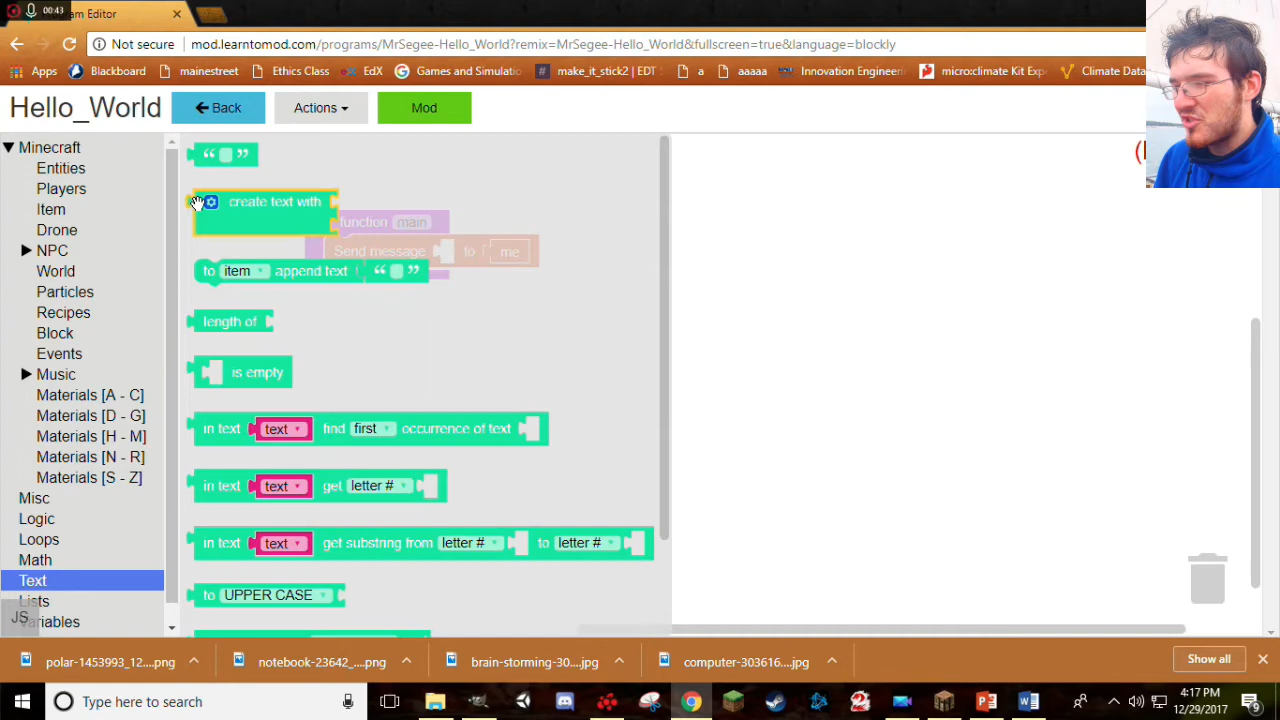 00:43
Program Editor
Not secure
mod.learntomod.com/programs/MrSegee-Hello_World?remix=MrSegee-Hello_World&fullscreen=true&language=blockly
Apps Blackboard mainestreet Ethics Class EdX Games and Simulatio make_it_stick2 | EDT a aaaaa Innovation Engineeri micro:climate Kit Exp Climate Data
Hello_World
Back
Actions
Mod
Minecraft
Entities
Players
Item
Drone
NPC
World
Particles
Recipes
Block
Events
Music
Materials [A - C]
Materials [D - G]
Materials [H - M]
Materials [N - R]
Materials [S - Z]
Misc
Logic
Loops
Math
Text
Lists
Variables
JS
“ ”
create text with
function main
Send message to me
to item append text “ ”
length of
is empty
in text text find first occurrence of text
in text text get letter #
in text text get substring from letter # to letter #
to UPPER CASE
polar-1453993_12....png
notebook-23642_....png
brain-storming-30....jpg
computer-303616....jpg
Show all
Type here to search
4:17 PM
12/29/2017
9